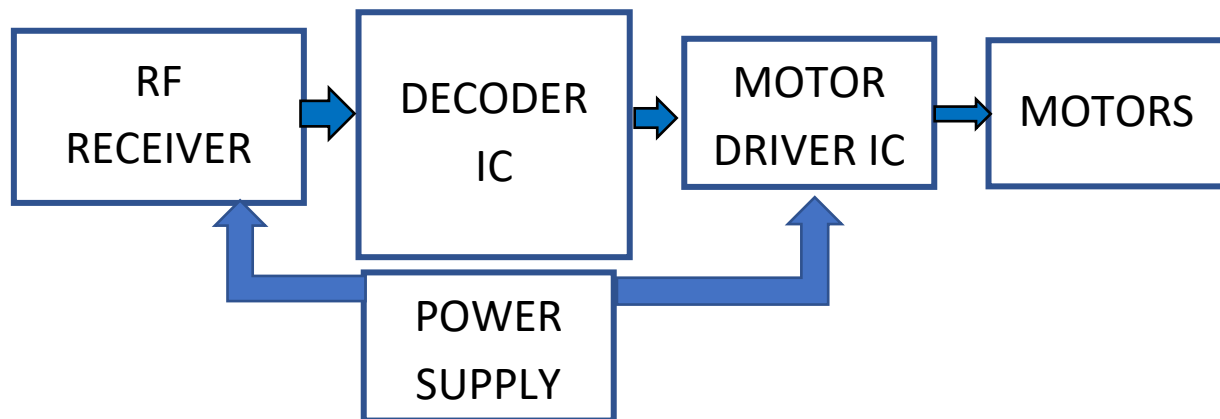 RF
RECEIVER
DECODER
IC
MOTOR
DRIVER IC
MOTORS
POWER
SUPPLY